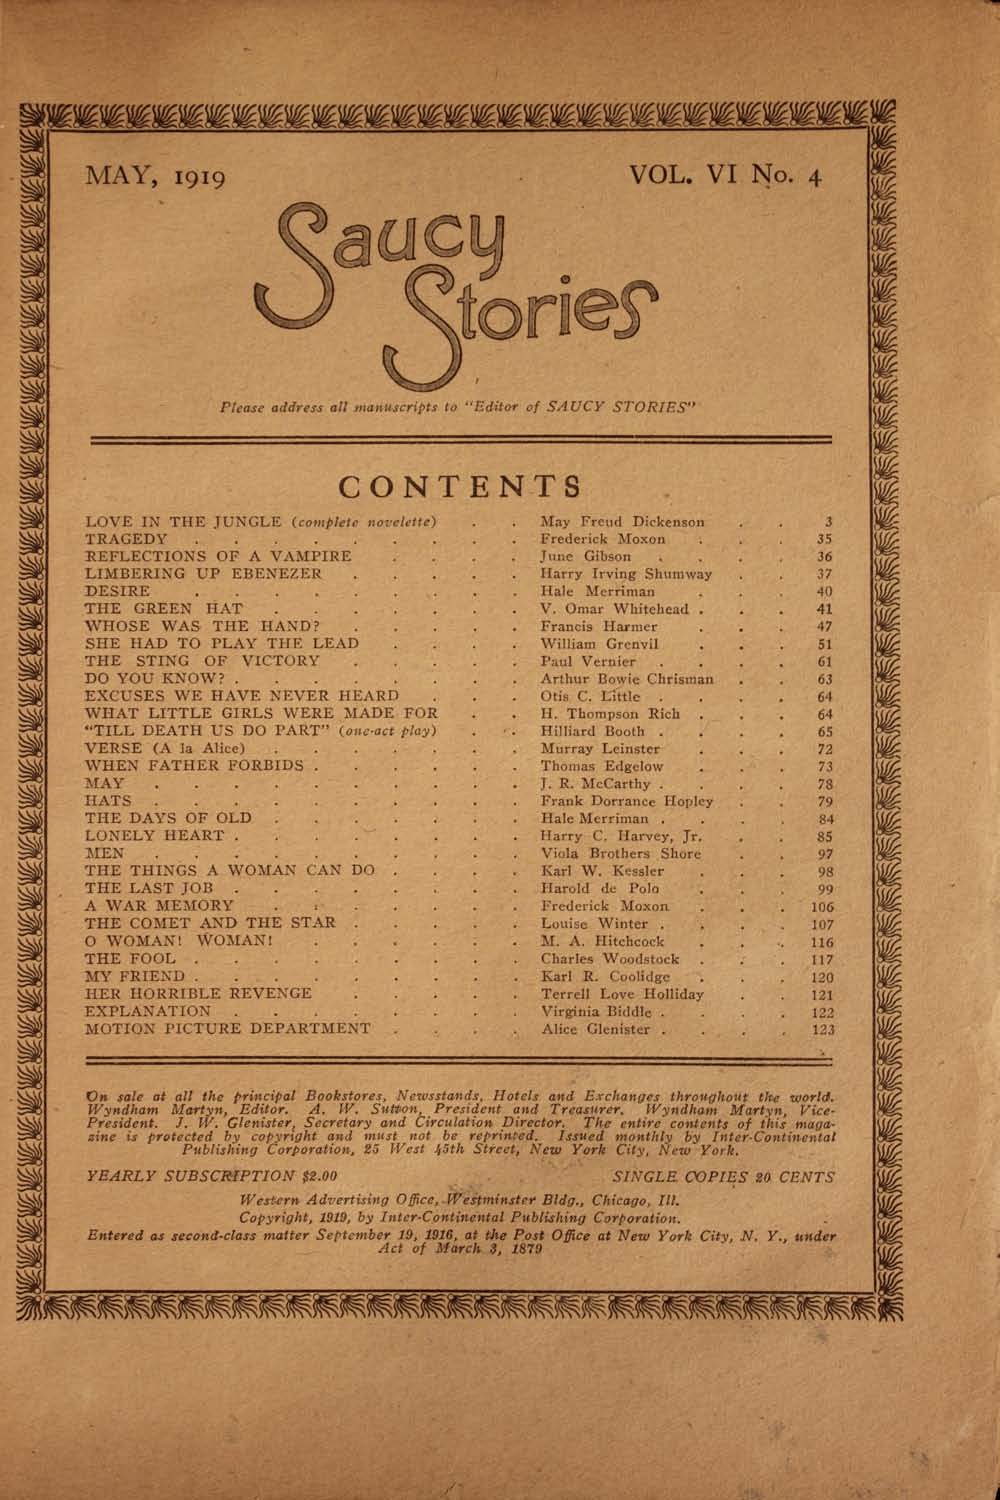 MAY, 1919 VOL. VI No. 4
Saucy
Stories
Please address all manuscripts to "Editor of SAUCY STORIES"
CONTENTS
LOVE IN THE JUNGLE (complete novelette) . . May Freud Dickenson . . 3
TRAGEDY . . . . . . . . . Frederick Moxon . . . 35
REFLECTIONS OF A VAMPIRE . . . . June Gibson . . . . 36
LIMBERING UP EBENEZER . . . . . Harry Irving Shumway . . 37
DESIRE . . . . . . . . . Hale Merriman . . . 40
THE GREEN HAT . . . . . . . V. Omar Whitehead . . . 41
WHOSE WAS THE HAND? . . . . . Francis Harmer . . . 47
SHE HAD TO PLAY THE LEAD . . . . William Grenvil . . . 51
THE STING OF VICTORY . . . . . Paul Vernier . . . . 61
DO YOU KNOW? . . . . . . . . Arthur Bowie Chrisman . . 63
EXCUSES WE HAVE NEVER HEARD . . . Otis C. Little . . . . 64
WHAT LITTLE GIRLS WERE MADE FOR . . H. Thompson Rich . . . 64
"TILL DEATH US DO PART" (one-act play) . . Hilliard Booth . . . . 65
VERSE (A la Alice) . . . . . . . Murray Leinster . . . 72
WHEN FATHER FORBIDS . . . . . . Thomas Edgelow . . . 73
MAY . . . . . . . . . . J. R. McCarthy . . . . 78
HATS . . . . . . . . . . Frank Dorrance Hopley . . 79
THE DAYS OF OLD . . . . . . . Hale Merriman . . . . 84
LONELY HEART . . . . . . . . Harry C. Harvey, Jr. . . 85
MEN . . . . . . . . . . Viola Brothers Shore . . 97
THE THINGS A WOMAN CAN DO . . . . Karl W. Kessler . . . 98
THE LAST JOB . . . . . . . . Harold de Polo . . . 99
A WAR MEMORY . . . . . . . Frederick Moxon . . . 106
THE COMET AND THE STAR . . . . . Louise Winter . . . . 107
O WOMAN! WOMAN! . . . . . . M. A. Hitchcock . . . 116
THE FOOL . . . . . . . . . Charles Woodstock . . . 117
MY FRIEND . . . . . . . . . Karl R. Coolidge . . . 120
HER HORRIBLE REVENGE . . . . . Terrell Love Holliday . . 121
EXPLANATION . . . . . . . . Virginia Biddle . . . . 122
MOTION PICTURE DEPARTMENT . . . . Alice Glenister . . . . 123
On sale at all the principal Bookstores, Newsstands, Hotels and Exchanges throughout the world.
Wyndham Martyn, Editor. A. W. Sutton, President and Treasurer. Wyndham Martyn, Vice-
President. J. W. Glenister, Secretary and Circulation Director. The entire contents of this maga-
zine is protected by copyright and must not be reprinted. Issued monthly by Inter-Continental
Publishing Corporation, 25 West 45th Street, New York City, New York.
YEARLY SUBSCRIPTION $2.00 SINGLE COPIES 20 CENTS
Western Advertising Office, Westminster Bldg., Chicago, Ill.
Copyright, 1919, by Inter-Continental Publishing Corporation.
Entered as second-class matter September 19, 1916, at the Post Office at New York City, N. Y., under
Act of March 3, 1879